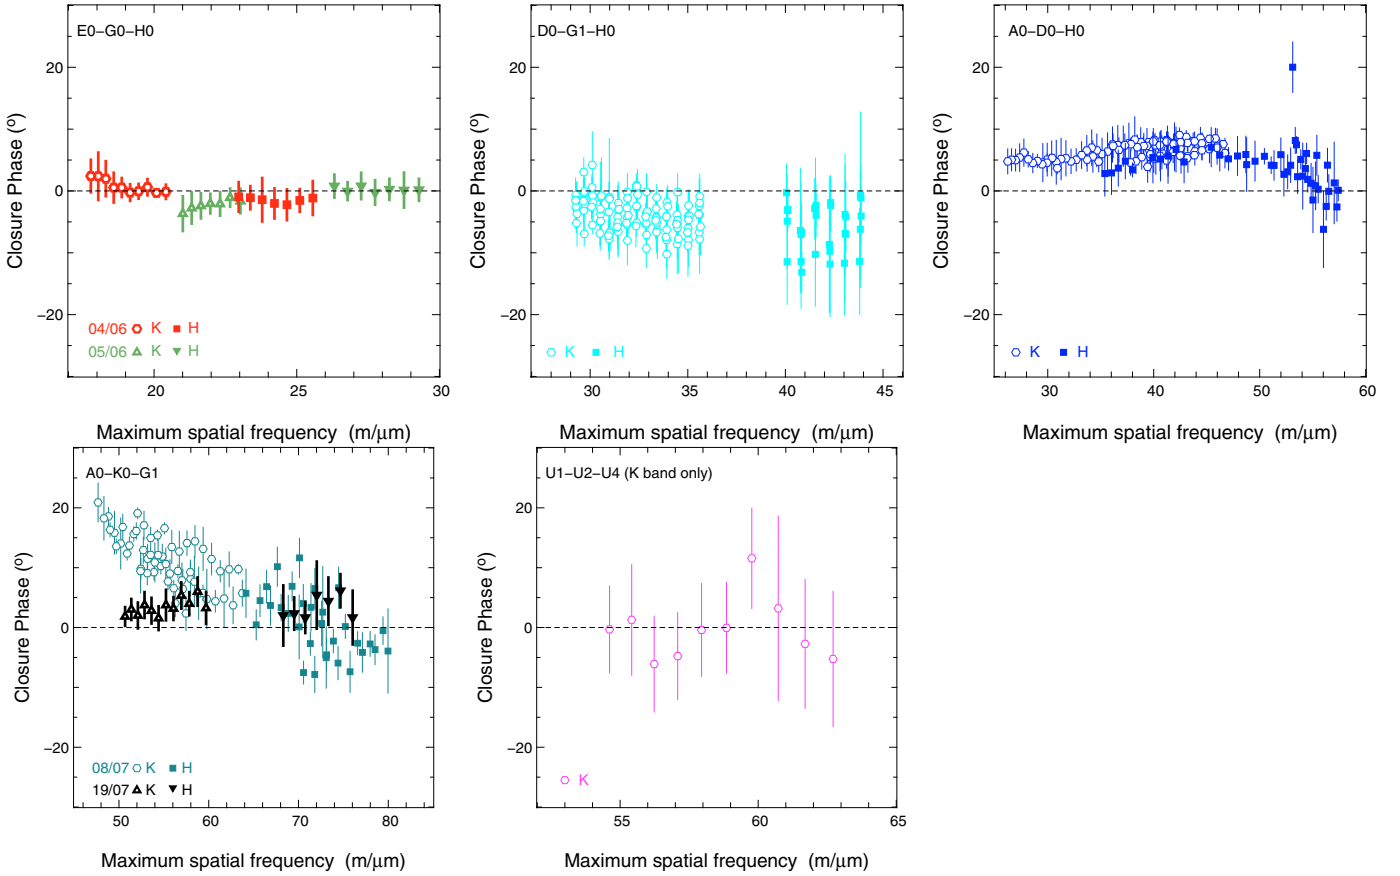 E0−G0−H0
Closure Phase (°)
20
0
−20
04/06 K H
05/06 K H
20 25 30
Maximum spatial frequency (m/μm)
D0−G1−H0
Closure Phase (°)
20
0
−20
K H
30 35 40 45
Maximum spatial frequency (m/μm)
A0−D0−H0
Closure Phase (°)
20
0
−20
K H
30 40 50 60
Maximum spatial frequency (m/μm)
A0−K0−G1
Closure Phase (°)
20
0
−20
08/07 K H
19/07 K H
50 60 70 80
Maximum spatial frequency (m/μm)
U1−U2−U4 (K band only)
Closure Phase (°)
20
0
−20
K
55 60 65
Maximum spatial frequency (m/μm)